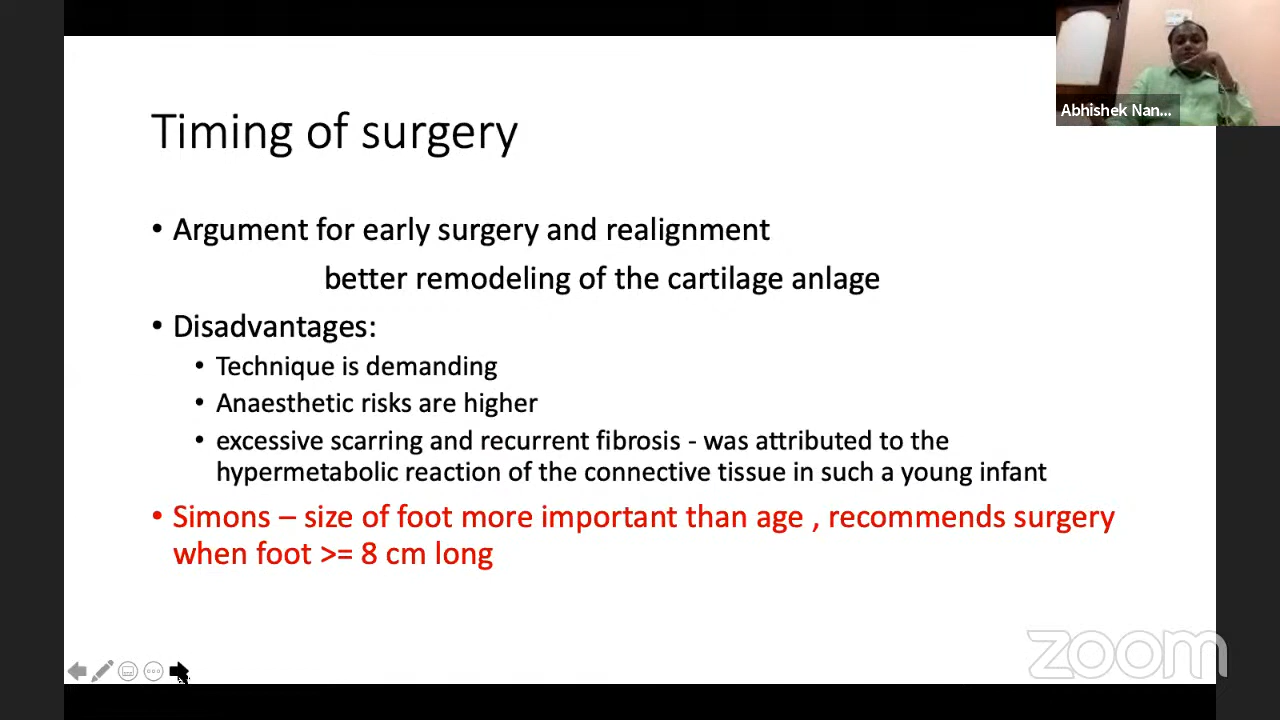 Abhishek Nan...
Timing of surgery
• Argument for early surgery and realignment
better remodeling of the cartilage anlage
• Disadvantages:
• Technique is demanding
• Anaesthetic risks are higher
• excessive scarring and recurrent fibrosis - was attributed to the
hypermetabolic reaction of the connective tissue in such a young infant
• Simons – size of foot more important than age , recommends surgery
when foot >= 8 cm long
zoom